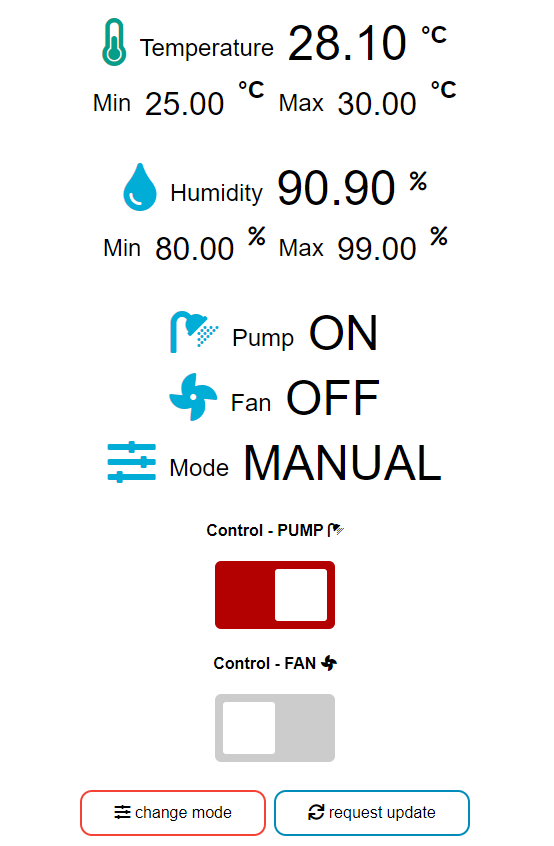 Temperature 28.10 °C
Min 25.00 °C Max 30.00 °C
Humidity 90.90 %
Min 80.00 % Max 99.00 %
Pump ON
Fan OFF
Mode MANUAL
Control - PUMP
Control - FAN
change mode request update